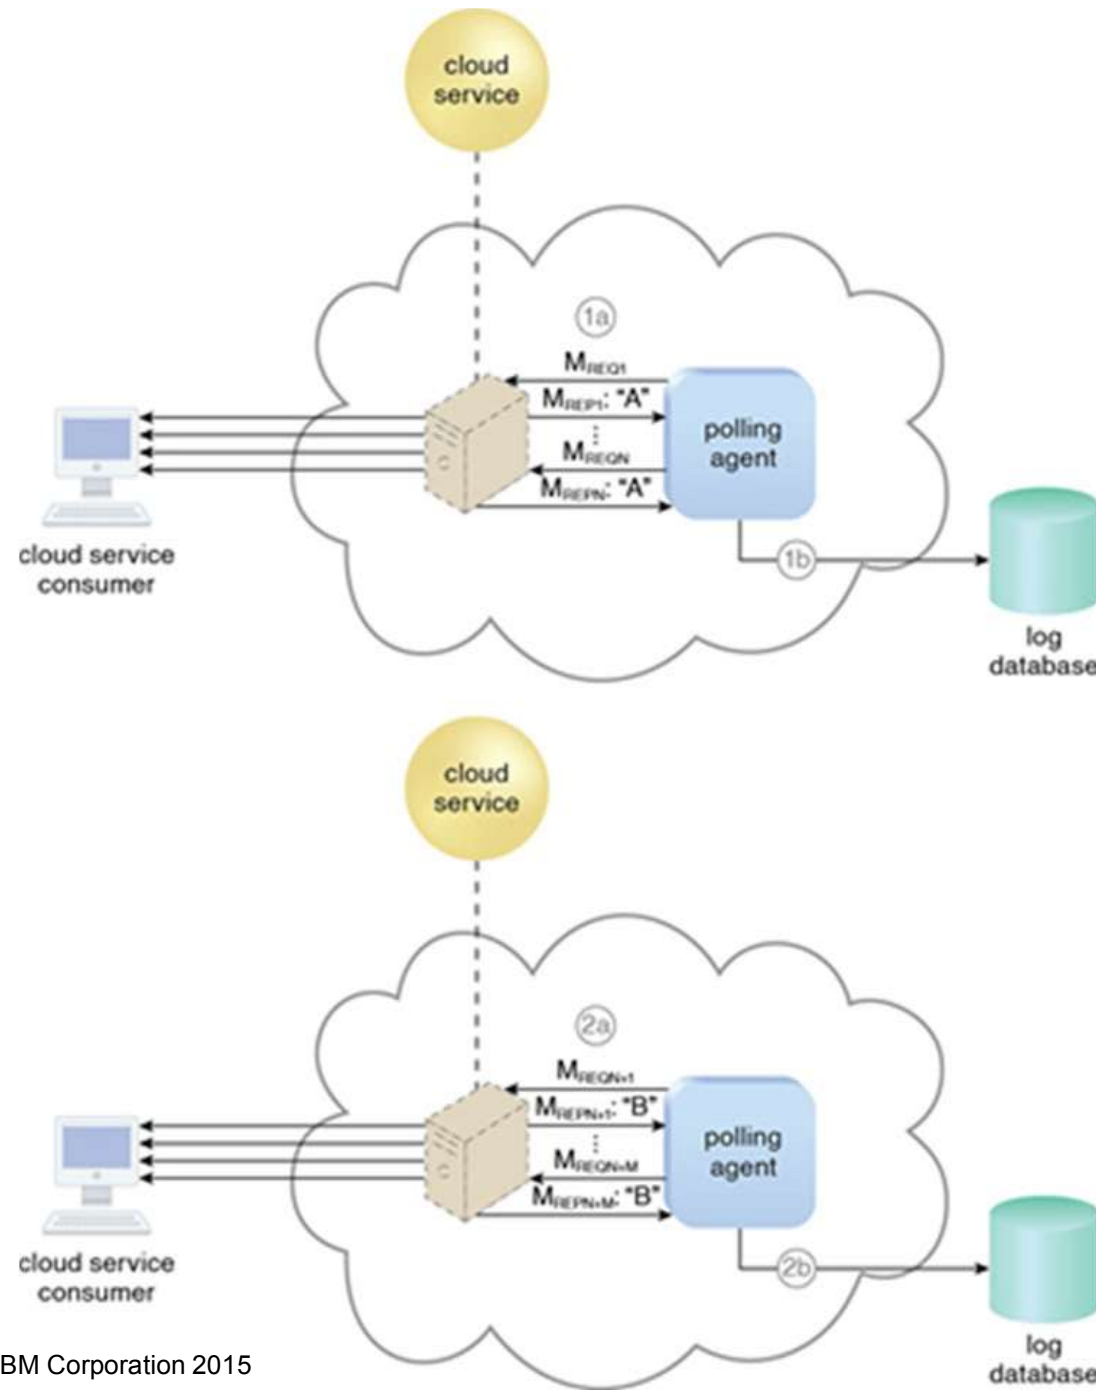 cloud
service
1a
MREQ1
MREP1: "A"
⋮
MREQN
MREPN: "A"
polling
agent
1b
cloud service
consumer
log
database
cloud
service
2a
MREQN+1
MREPN+1: "B"
⋮
MREQN+M
MREPN+M: "B"
polling
agent
2b
cloud service
consumer
log
database
BM Corporation 2015